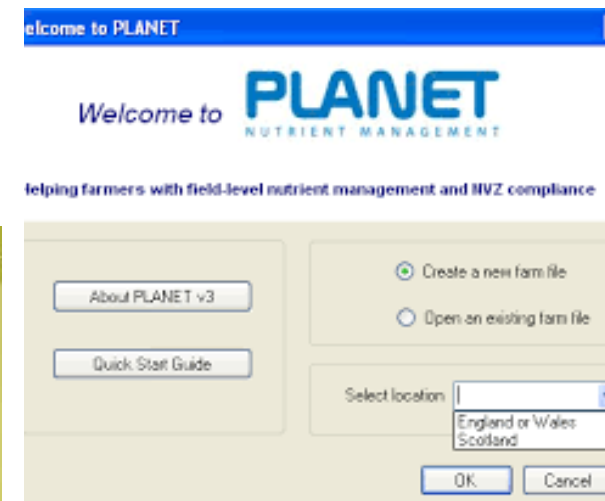 elcome to PLANET
Welcome to PLANET
NUTRIENT MANAGEMENT
Helping farmers with field-level nutrient management and NVZ compliance
About PLANET v3
Quick Start Guide
Create a new farm file
Open an existing farm file
Select location
England or Wales
Scotland
OK
Cancel